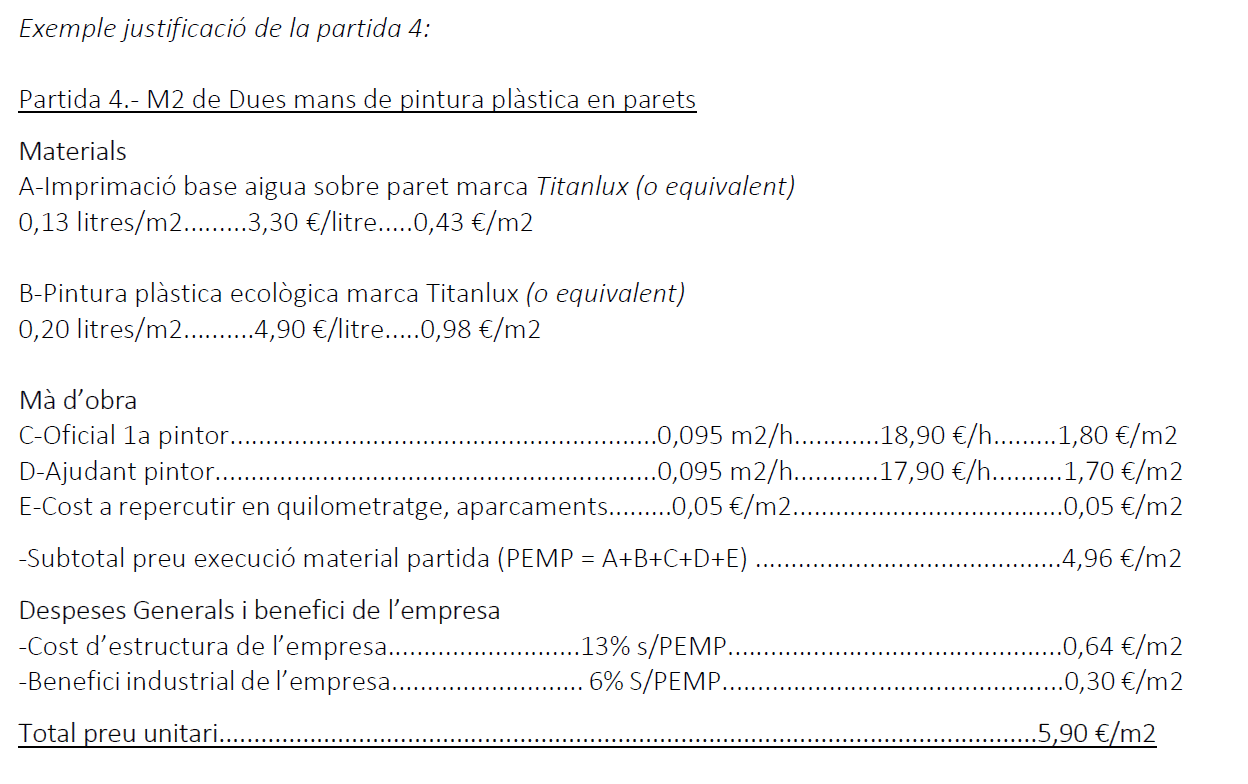 Exemple justificació de la partida 4:
Partida 4.- M2 de Dues mans de pintura plàstica en parets
Materials
A-Imprimació base aigua sobre paret marca Titanlux (o equivalent)
0,13 litres/m2.........3,30 €/litre.....0,43 €/m2
B-Pintura plàstica ecològica marca Titanlux (o equivalent)
0,20 litres/m2..........4,90 €/litre.....0,98 €/m2
Mà d’obra
C-Oficial 1a pintor............................................................0,095 m2/h............18,90 €/h.........1,80 €/m2
D-Ajudant pintor..............................................................0,095 m2/h............17,90 €/h..........1,70 €/m2
E-Cost a repercutir en quilometratge, aparcaments.........0,05 €/m2......................................0,05 €/m2
-Subtotal preu execució material partida (PEMP = A+B+C+D+E) ...........................................4,96 €/m2
Despeses Generals i benefici de l’empresa
-Cost d’estructura de l’empresa...........................13% s/PEMP...............................................0,64 €/m2
-Benefici industrial de l’empresa........................... 6% S/PEMP................................................0,30 €/m2
Total preu unitari...................................................................................................................5,90 €/m2